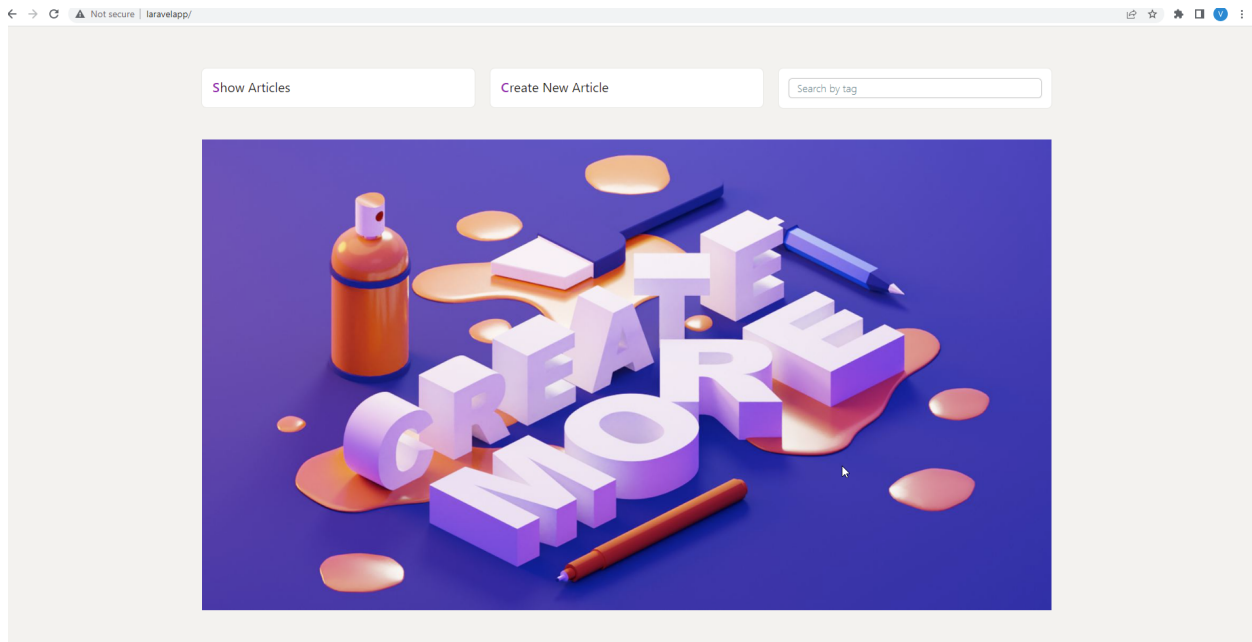 Not secure | laravelapp/
V
Show Articles
Create New Article
Search by tag
CREATE
MORE